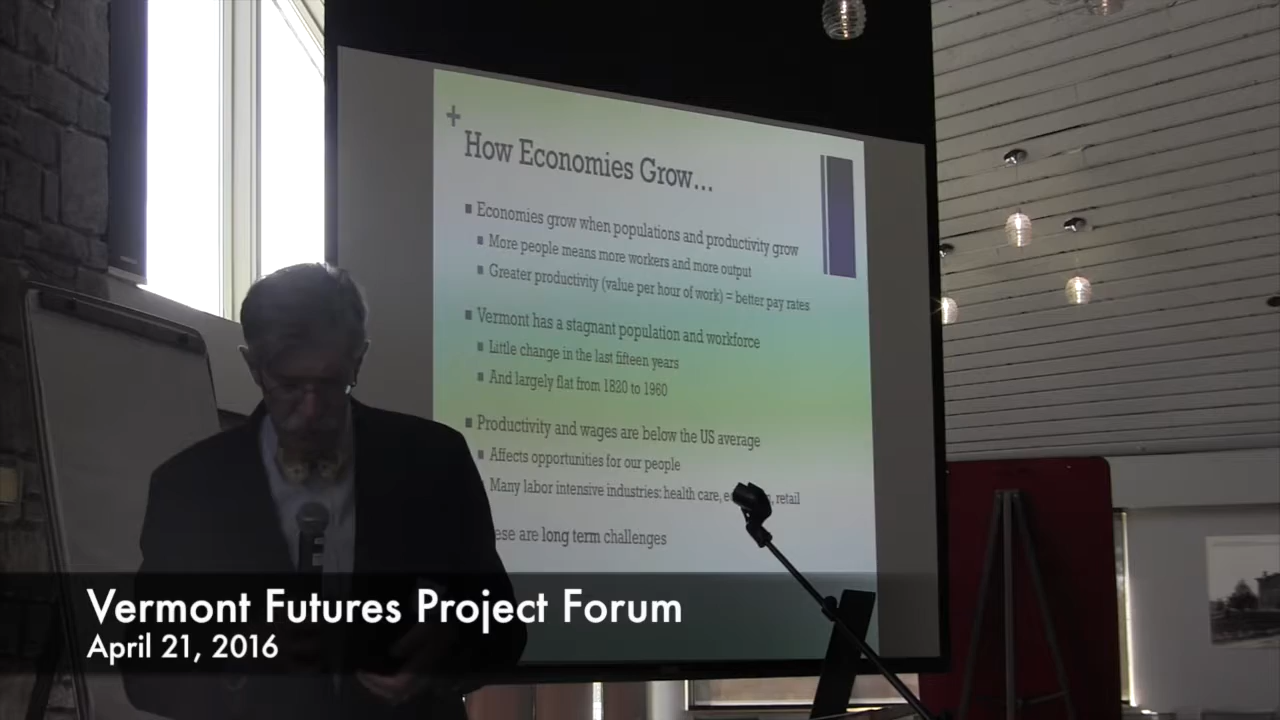 +
How Economies Grow...
■ Economies grow when populations and productivity grow
■ More people means more workers and more output
■ Greater productivity (value per hour of work) = better pay rates
■ Vermont has a stagnant population and workforce
■ Little change in the last fifteen years
■ And largely flat from 1820 to 1960
■ Productivity and wages are below the US average
■ Affects opportunities for our people
Many labor intensive industries: health care, retail
are long term challenges
Vermont Futures Project Forum
April 21, 2016